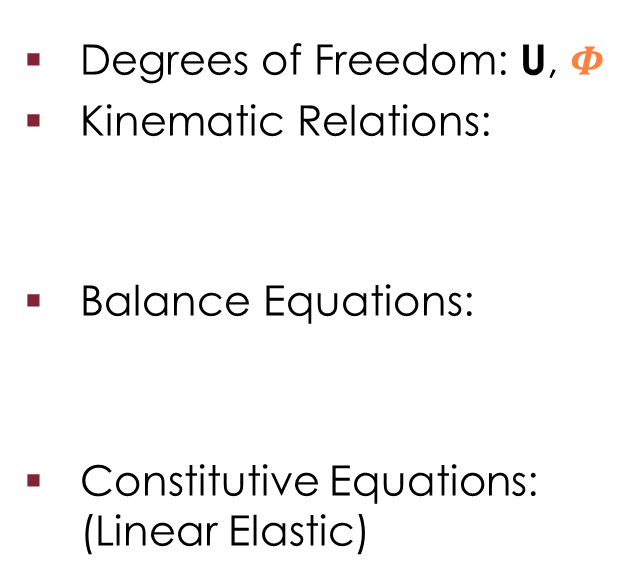 ▪ Degrees of Freedom: U, Φ
▪ Kinematic Relations:
▪ Balance Equations:
▪ Constitutive Equations:
(Linear Elastic)